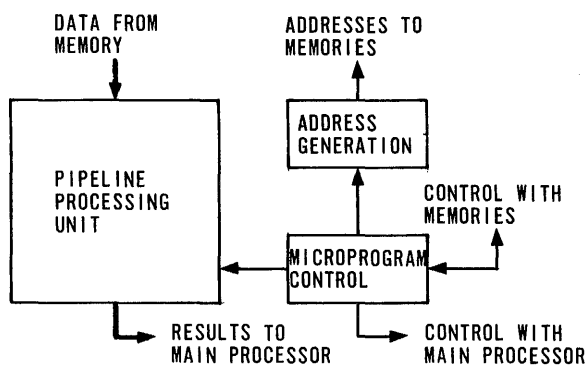 DATA FROM
MEMORY
ADDRESSES TO
MEMORIES
ADDRESS
GENERATION
PIPELINE
PROCESSING
UNIT
CONTROL WITH
MEMORIES
MICROPROGRAM
CONTROL
RESULTS TO
MAIN PROCESSOR
CONTROL WITH
MAIN PROCESSOR